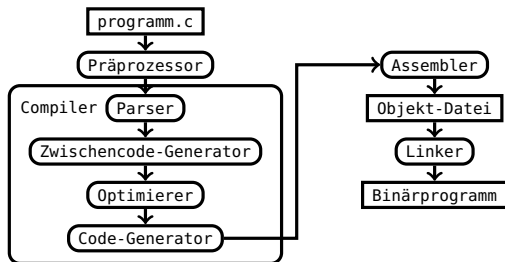 programm.c
Präprozessor
Compiler Parser
Zwischencode-Generator
Optimierer
Code-Generator
Assembler
Objekt-Datei
Linker
Binärprogramm